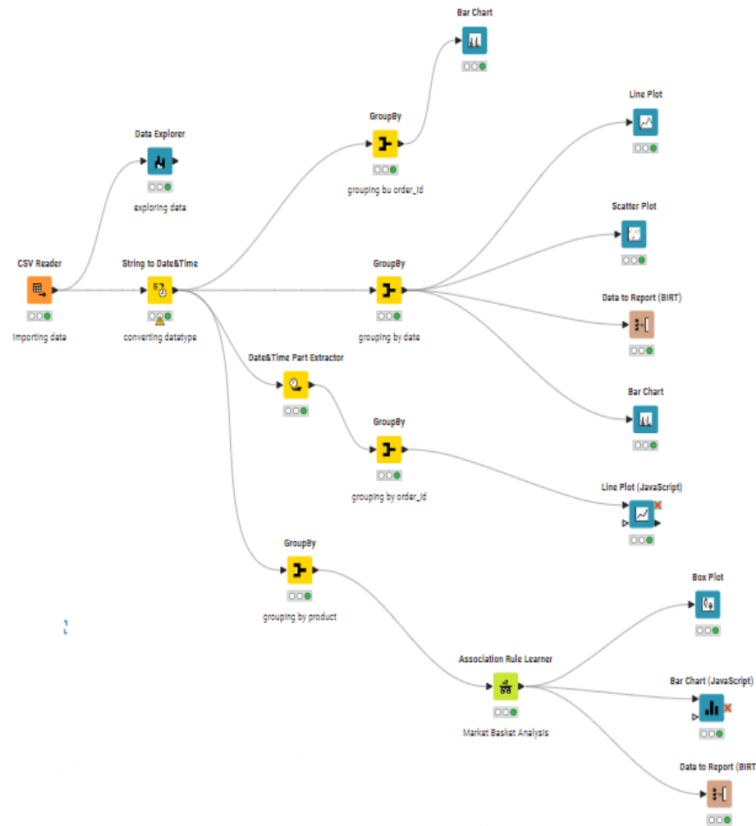 Bar Chart
Line Plot
GroupBy
Data Explorer
grouping bu order_id
exploring data
Scatter Plot
CSV Reader
String to Date&Time
GroupBy
Data to Report (BIRT)
Importing data
converting datatype
grouping by date
Date&Time Part Extractor
Bar Chart
GroupBy
grouping by order_id
Line Plot (JavaScript)
GroupBy
Box Plot
grouping by product
Association Rule Learner
Bar Chart (JavaScript)
Market Basket Analysis
Data to Report (BIRT